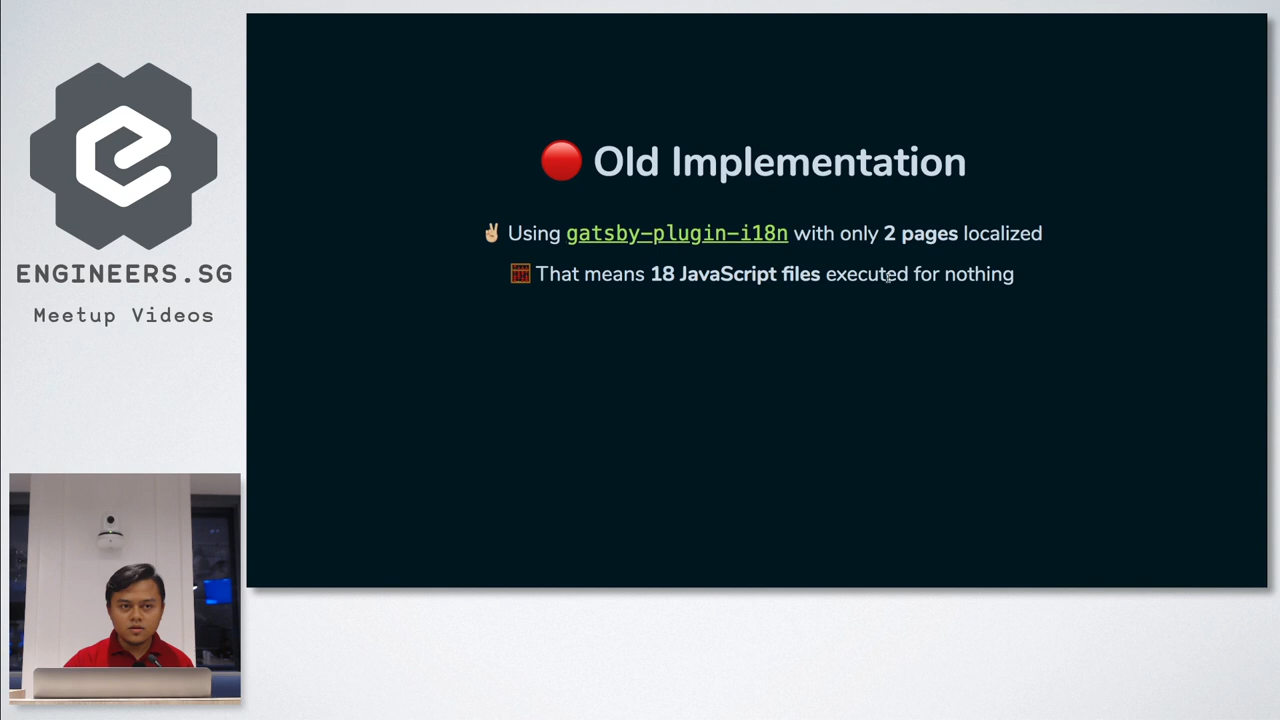 ENGINEERS.SG
Meetup Videos
🔴 Old Implementation
✌🏼 Using gatsby-plugin-i18n with only 2 pages localized
🧮 That means 18 JavaScript files executed for nothing